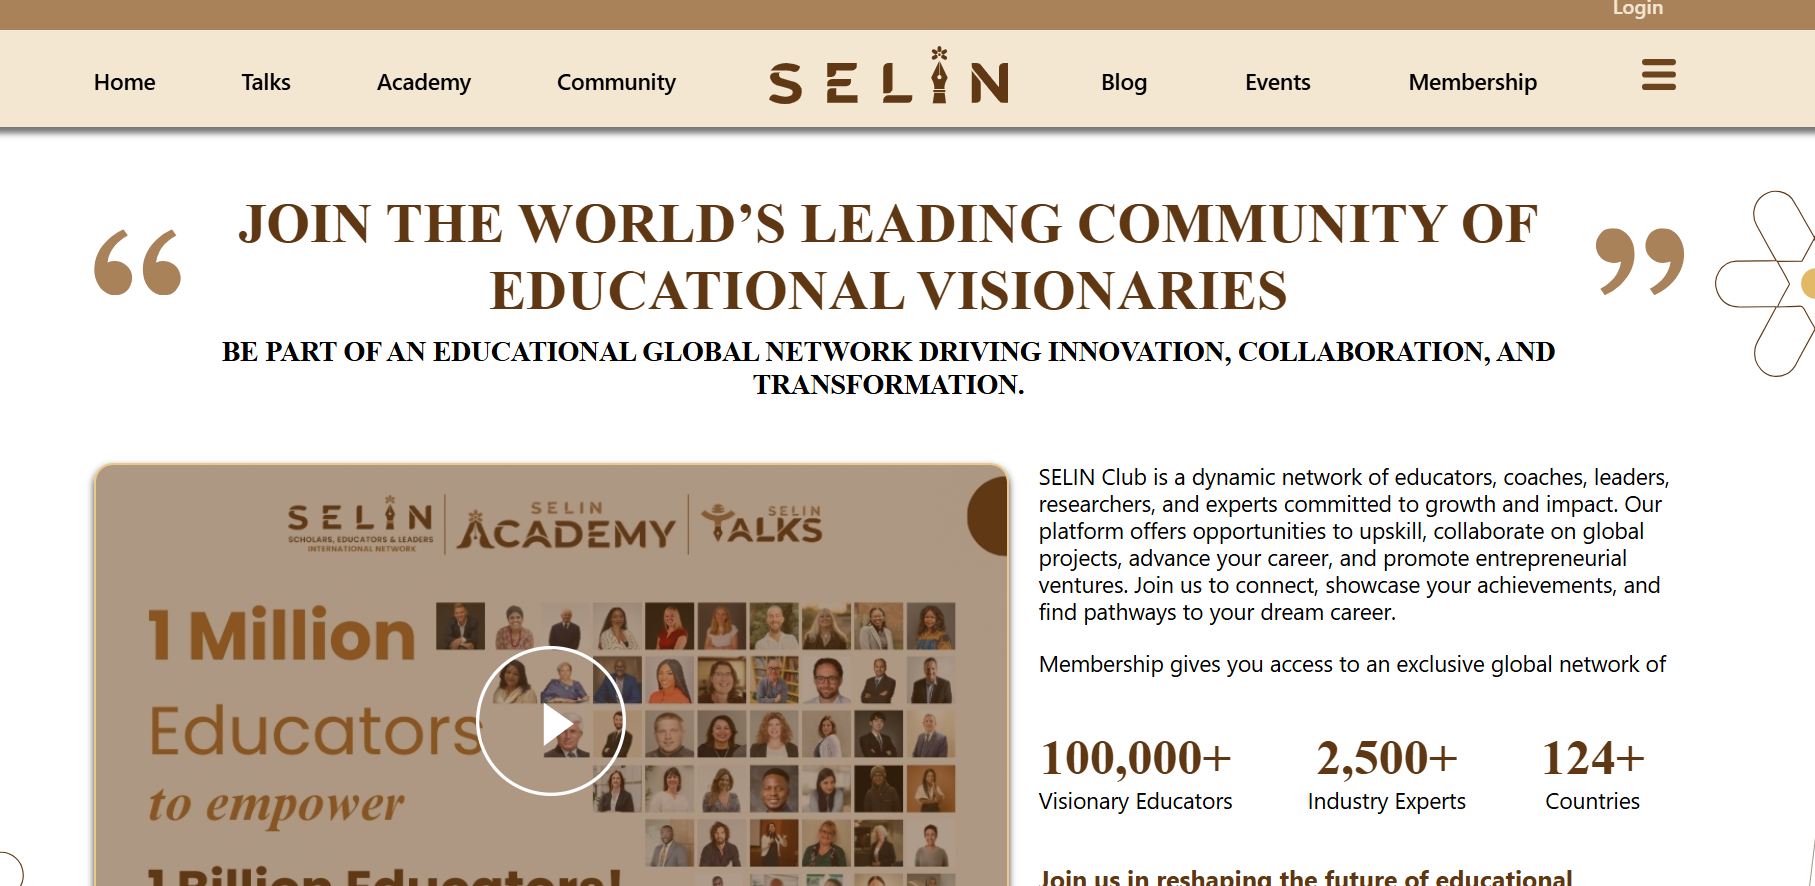 Login
Home
Talks
Academy
Community
SELIN
Blog
Events
Membership
“ JOIN THE WORLD’S LEADING COMMUNITY OF ”
EDUCATIONAL VISIONARIES
BE PART OF AN EDUCATIONAL GLOBAL NETWORK DRIVING INNOVATION, COLLABORATION, AND
TRANSFORMATION.
SELIN
SCHOLARS, EDUCATORS & LEADERS
INTERNATIONAL NETWORK
SELIN
ACADEMY
SELIN
TALKS
1 Million
Educators
to empower
1 Billion Educators!
SELIN Club is a dynamic network of educators, coaches, leaders,
researchers, and experts committed to growth and impact. Our
platform offers opportunities to upskill, collaborate on global
projects, advance your career, and promote entrepreneurial
ventures. Join us to connect, showcase your achievements, and
find pathways to your dream career.
Membership gives you access to an exclusive global network of
100,000+
Visionary Educators
2,500+
Industry Experts
124+
Countries
Join us in reshaping the future of educational